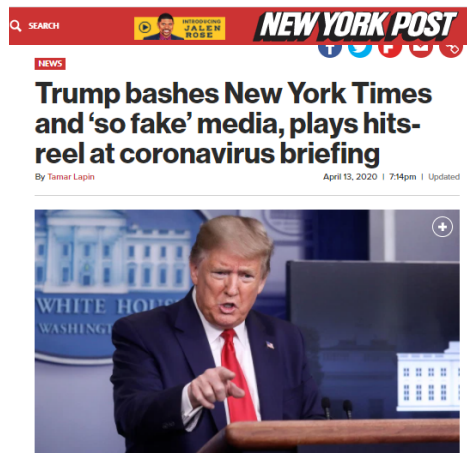 SEARCH
INTRODUCING
JALEN
ROSE
NEW YORK POST
NEWS
Trump bashes New York Times
and ‘so fake’ media, plays hits-
reel at coronavirus briefing
By Tamar Lapin
April 13, 2020 | 7:14pm | Updated
WHITE HOUS
WASHINGT